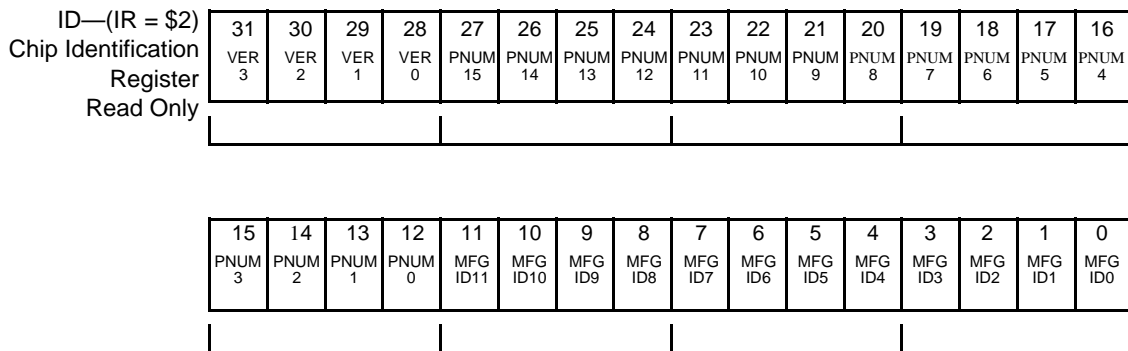 ID—(IR = $2)
Chip Identification
Register
Read Only
31 30 29 28 27 26 25 24 23 22 21 20 19 18 17 16
VER VER VER VER PNUM PNUM PNUM PNUM PNUM PNUM PNUM PNUM PNUM PNUM PNUM PNUM
3 2 1 0 15 14 13 12 11 10 9 8 7 6 5 4
15 14 13 12 11 10 9 8 7 6 5 4 3 2 1 0
PNUM PNUM PNUM PNUM MFG MFG MFG MFG MFG MFG MFG MFG MFG MFG MFG MFG
3 2 1 0 ID11 ID10 ID9 ID8 ID7 ID6 ID5 ID4 ID3 ID2 ID1 ID0